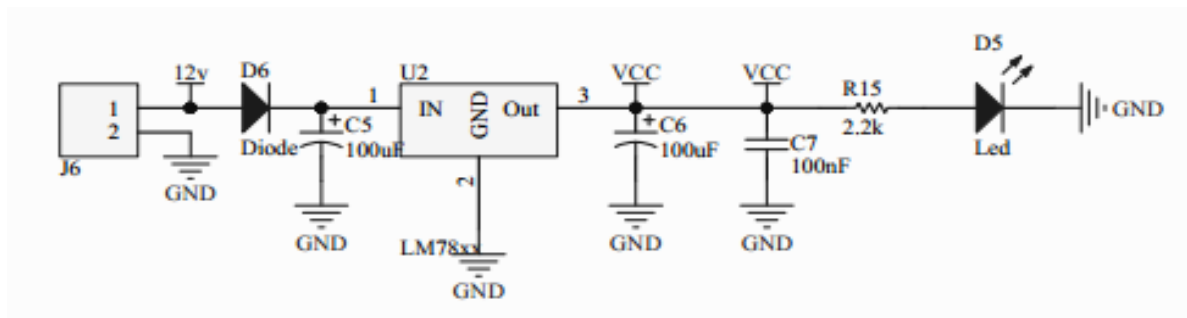 12v
D6
U2
VCC
VCC
D5
1
2
J6
GND
Diode
C5
100uF
GND
1
IN
GND
Out
3
2
LM78xx
GND
C6
100uF
GND
C7
100nF
GND
R15
2.2k
Led
GND